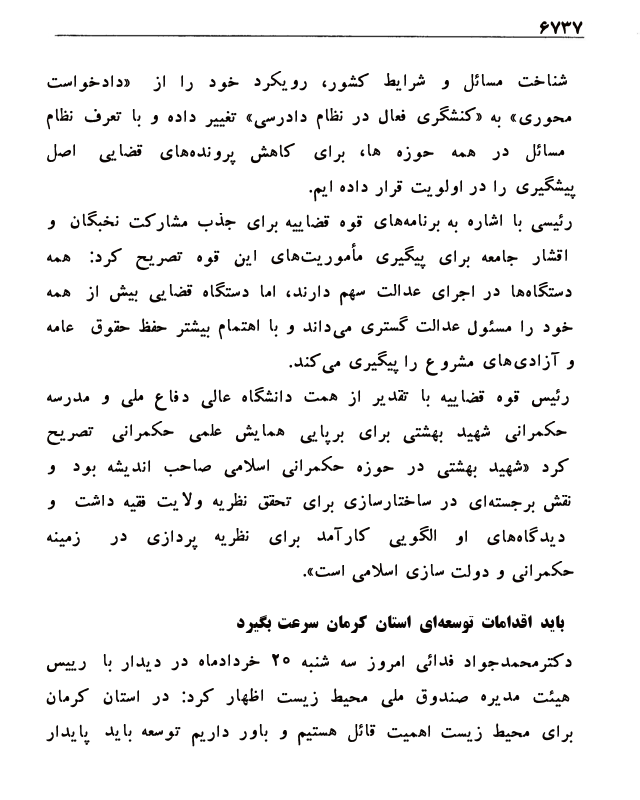 ۶۷۳۷
شناخت مسائل و شرایط کشور، رویکرد خود را از «دادخواست
محوری» به «کنشگری فعال در نظام دادرسی» تغییر داده و با تعرف نظام
مسائل در همه حوزه ها، برای کاهش پرونده‌های قضایی اصل
پیشگیری را در اولویت قرار داده ایم.
رئیسی با اشاره به برنامه‌های قوه قضاییه برای جذب مشارکت نخبگان و
اقشار جامعه برای پیگیری مأموریت‌های این قوه تصریح کرد: همه
دستگاه‌ها در اجرای عدالت سهم دارند، اما دستگاه قضایی بیش از همه
خود را مسئول عدالت گستری می‌داند و با اهتمام بیشتر حفظ حقوق عامه
و آزادی‌های مشروع را پیگیری می‌کند.
رئیس قوه قضاییه با تقدیر از همت دانشگاه عالی دفاع ملی و مدرسه
حکمرانی شهید بهشتی برای برپایی همایش علمی حکمرانی تصریح
کرد «شهید بهشتی در حوزه حکمرانی اسلامی صاحب اندیشه بود و
نقش برجسته‌ای در ساختارسازی برای تحقق نظریه ولایت فقیه داشت و
دیدگاه‌های او الگویی کارآمد برای نظریه پردازی در زمینه
حکمرانی و دولت سازی اسلامی است».
باید اقدامات توسعه‌ای استان کرمان سرعت بگیرد
دکترمحمدجواد فدائی امروز سه شنبه ۲۵ خردادماه در دیدار با رییس
هیئت مدیره صندوق ملی محیط زیست اظهار کرد: در استان کرمان
برای محیط زیست اهمیت قائل هستیم و باور داریم توسعه باید پایدار